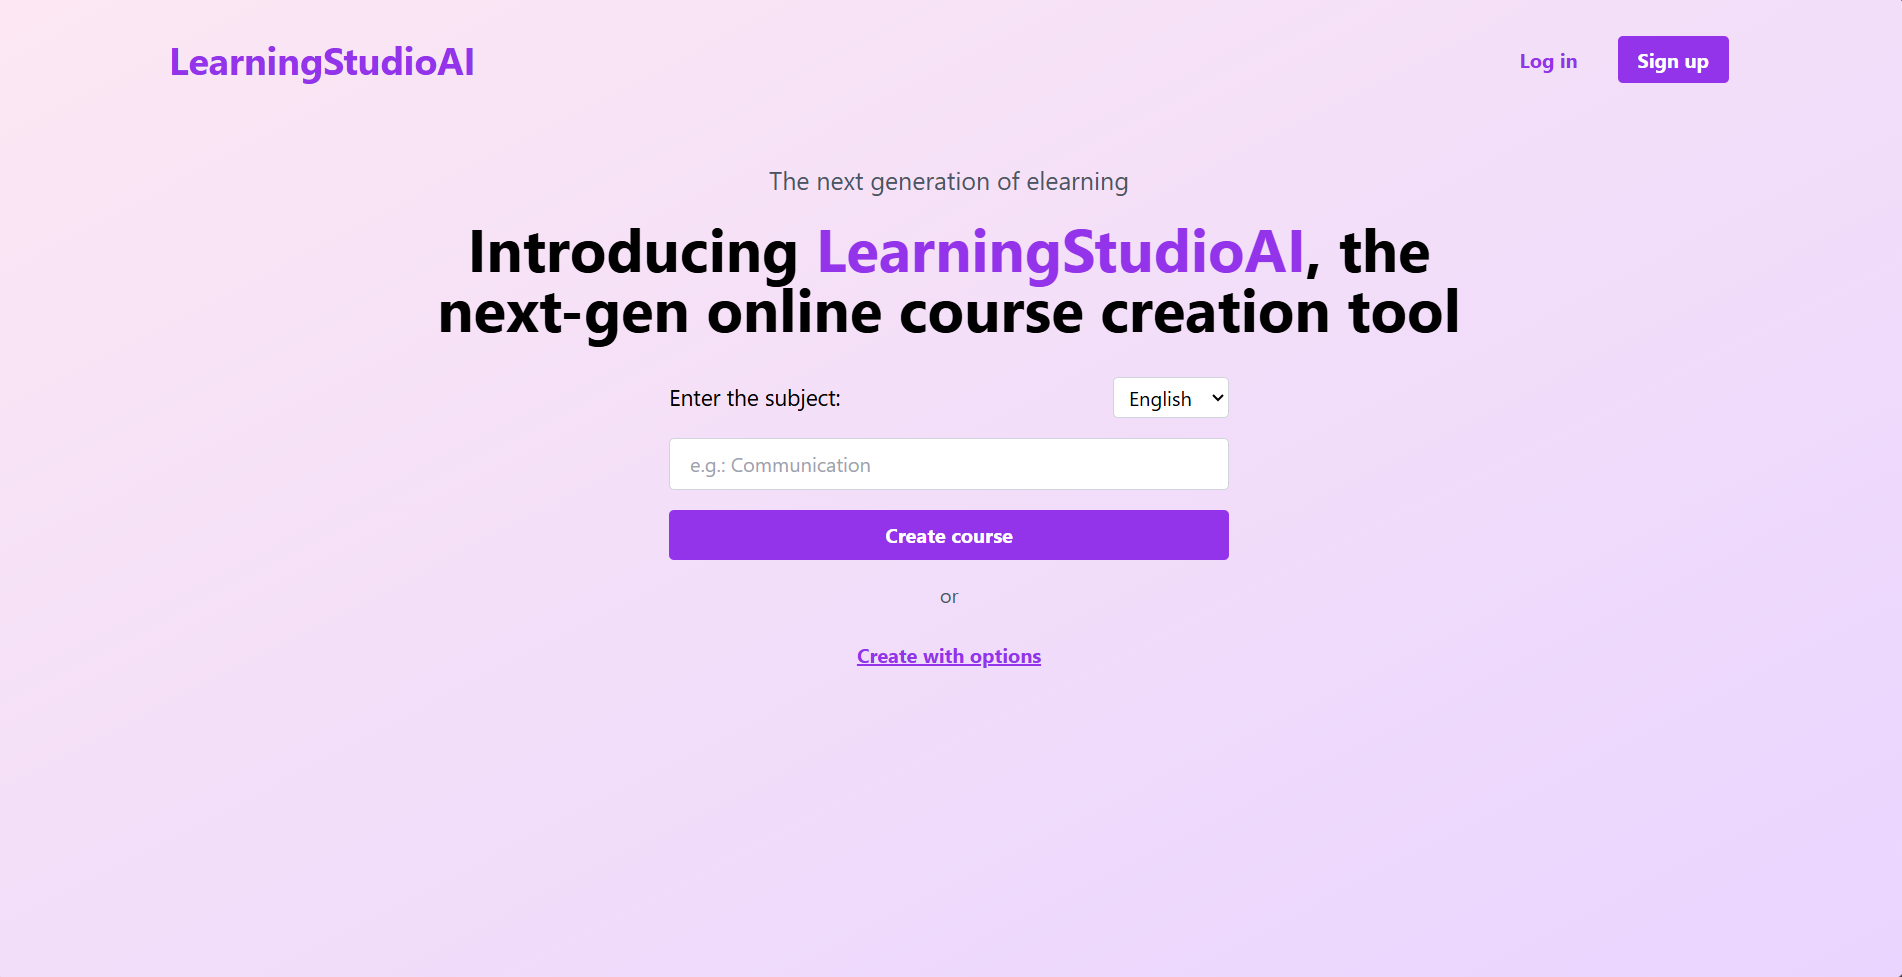 LearningStudioAI
Log in
Sign up
The next generation of elearning
Introducing LearningStudioAI, the
next-gen online course creation tool
Enter the subject:
English
e.g.: Communication
Create course
or
Create with options